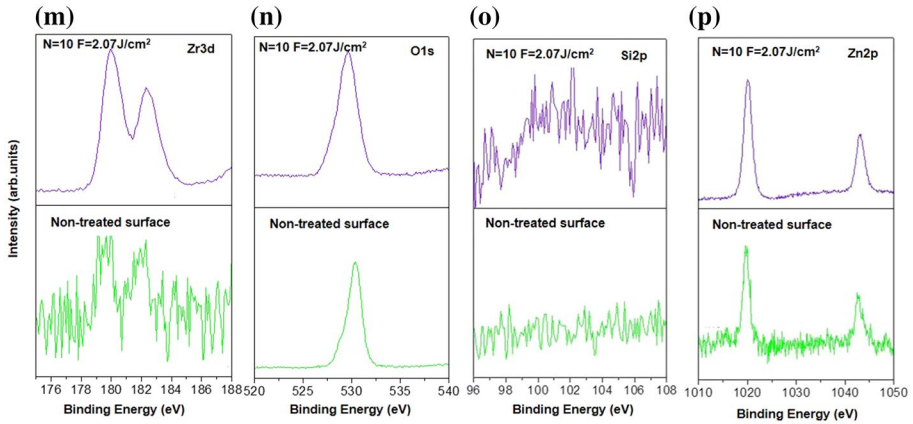 (m)
(n)
(o)
(p)
N=10 F=2.07J/cm²
Zr3d
N=10 F=2.07J/cm²
O1s
N=10 F=2.07J/cm²
Si2p
N=10 F=2.07J/cm²
Zn2p
Intensity (arb.units)
Non-treated surface
Non-treated surface
Non-treated surface
Non-treated surface
176 178 180 182 184 186 188
520 525 530 535 540
96 98 100 102 104 106 108
1010 1020 1030 1040 1050
Binding Energy (eV)
Binding Energy (eV)
Binding Energy (eV)
Binding Energy (eV)